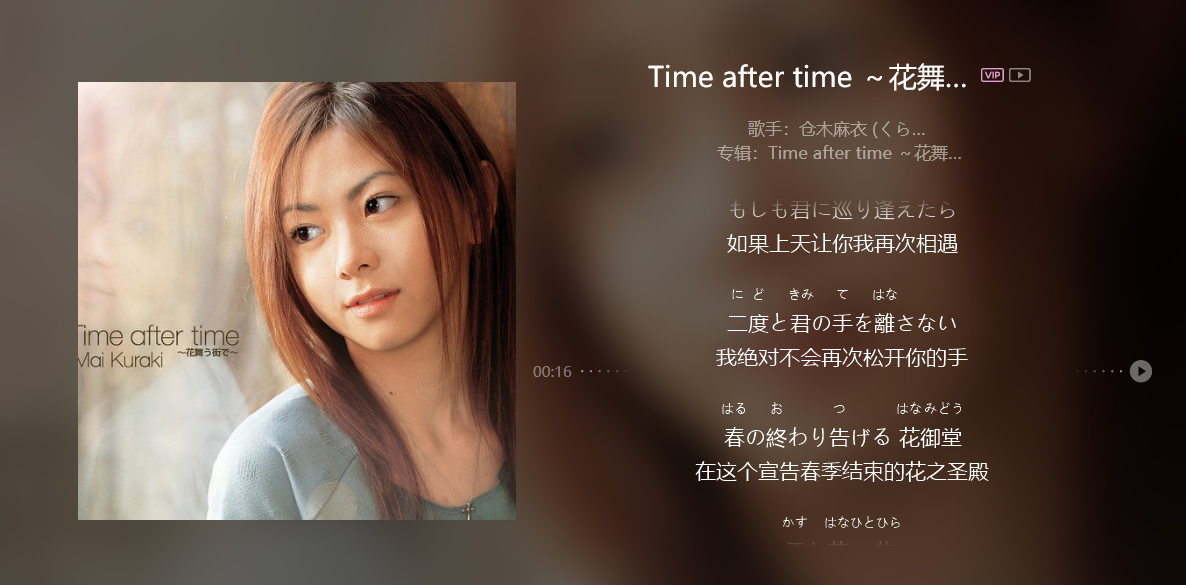 Time after time ～花舞...
VIP
歌手：仓木麻衣 (くら...
专辑：Time after time ～花舞...
Time after time
～花舞う街で～
Mai Kuraki
もしも君に巡り逢えたら
如果上天让你我再次相遇
に ど きみ て はな
二度と君の手を離さない
我绝对不会再次松开你的手
00:16
はる お つ はなみどう
春の終わり告げる 花御堂
在这个宣告春季结束的花之圣殿
かす はなひとひら